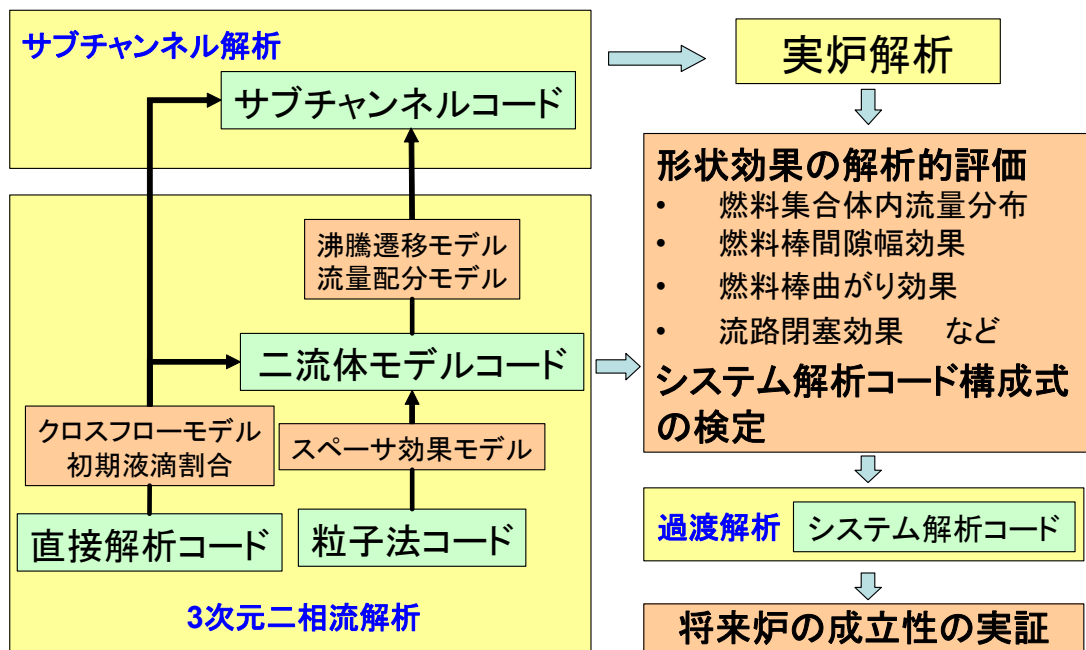 サブチャンネル解析
サブチャンネルコード
沸騰遷移モデル
流量配分モデル
二流体モデルコード
クロスフローモデル
初期液滴割合
スペーサ効果モデル
直接解析コード
粒子法コード
3次元二相流解析
実炉解析
形状効果の解析的評価
• 燃料集合体内流量分布
• 燃料棒間隙幅効果
• 燃料棒曲がり効果
• 流路閉塞効果 など
システム解析コード構成式
の検定
過渡解析 システム解析コード
将来炉の成立性の実証